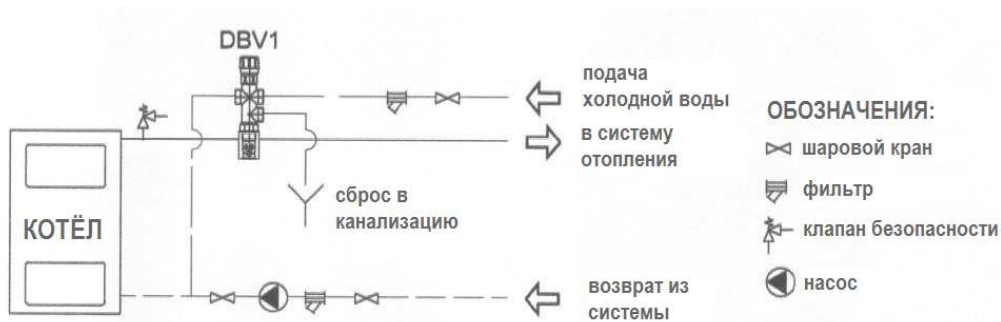 DBV1
подача
холодной воды
в систему
отопления
сброс в
канализацию
КОТЁЛ
возврат из
системы
ОБОЗНАЧЕНИЯ:
шаровой кран
фильтр
клапан безопасности
насос